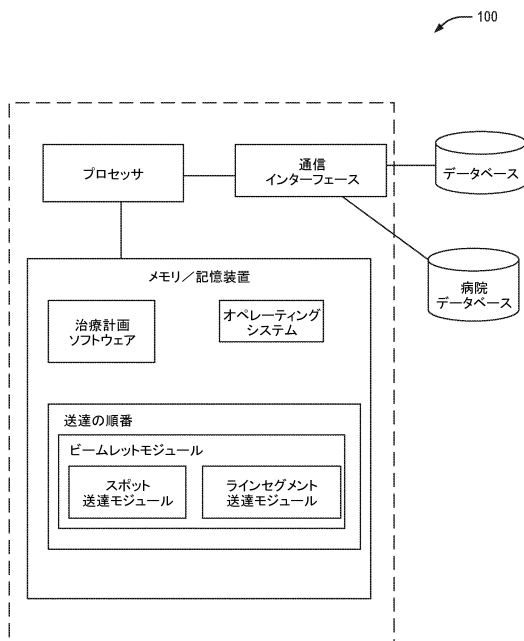 100
プロセッサ
通信
インターフェース
データベース
病院
データベース
メモリ／記憶装置
治療計画
ソフトウェア
オペレーティング
システム
送達の順番
ビームレットモジュール
スポット
送達モジュール
ラインセグメント
送達モジュール